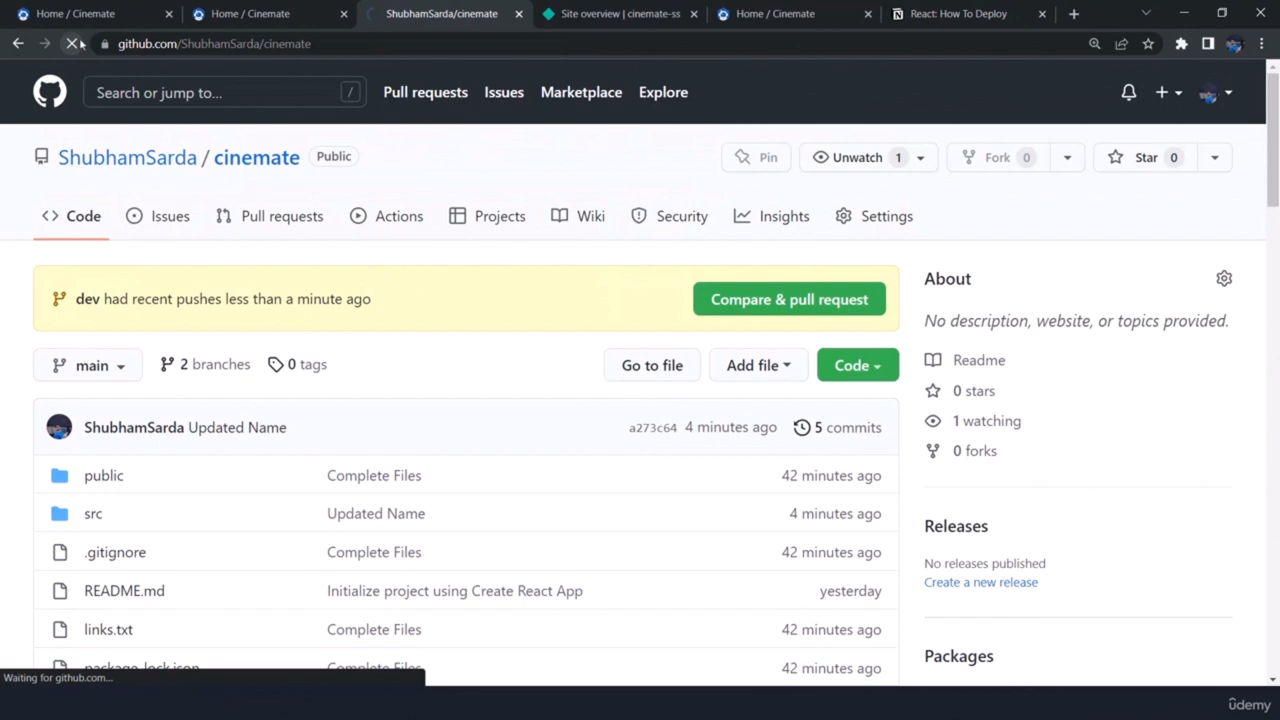 Home / Cinemate
Home / Cinemate
ShubhamSarda/cinemate
Site overview | cinemate-ss
Home / Cinemate
React: How To Deploy
github.com/ShubhamSarda/cinemate
Search or jump to...
/
Pull requests
Issues
Marketplace
Explore
ShubhamSarda / cinemate
Public
Pin
Unwatch 1
Fork 0
Star 0
Code
Issues
Pull requests
Actions
Projects
Wiki
Security
Insights
Settings
dev had recent pushes less than a minute ago
Compare & pull request
About
No description, website, or topics provided.
main
2 branches
0 tags
Go to file
Add file
Code
Readme
0 stars
1 watching
0 forks
ShubhamSarda Updated Name
a273c64 4 minutes ago
5 commits
public Complete Files 42 minutes ago
src Updated Name 4 minutes ago
.gitignore Complete Files 42 minutes ago
README.md Initialize project using Create React App yesterday
links.txt Complete Files 42 minutes ago
package-lock.json Complete Files 42 minutes ago
Releases
No releases published
Create a new release
Packages
Waiting for github.com...
ûdemy